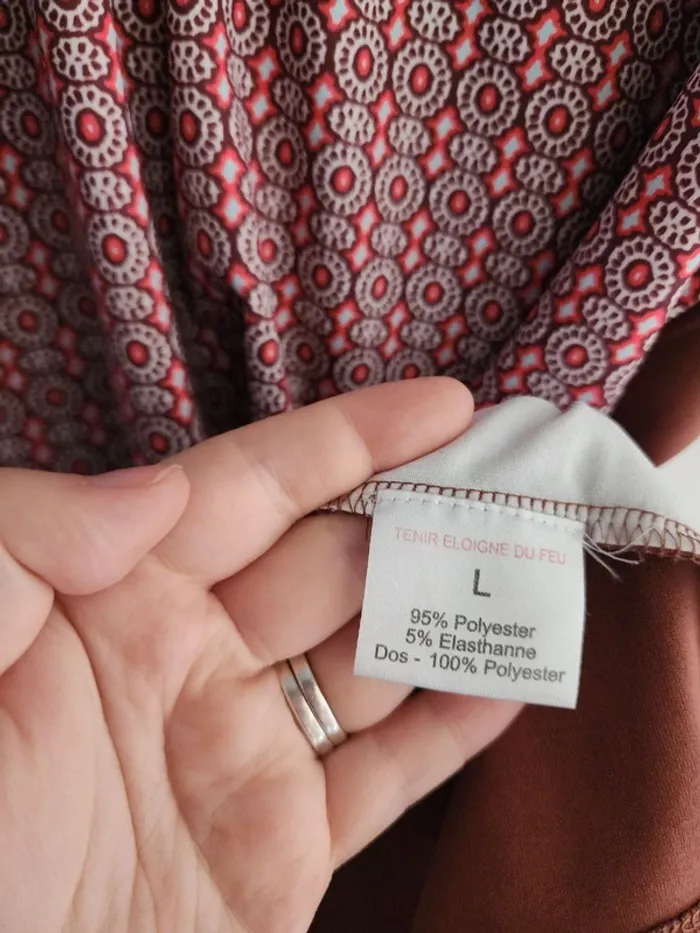 TENIR ELOIGNE DU FEU
L
95% Polyester
5% Elasthanne
Dos - 100% Polyester